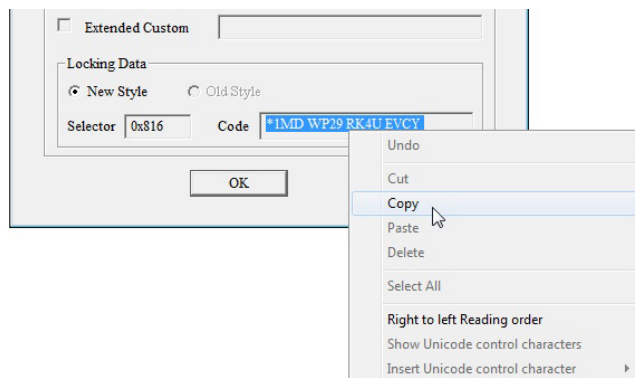 Extended Custom
Locking Data
New Style Old Style
Selector 0x816 Code *1MD WP29 RK4U EVCY
OK
Undo
Cut
Copy
Paste
Delete
Select All
Right to left Reading order
Show Unicode control characters
Insert Unicode control character